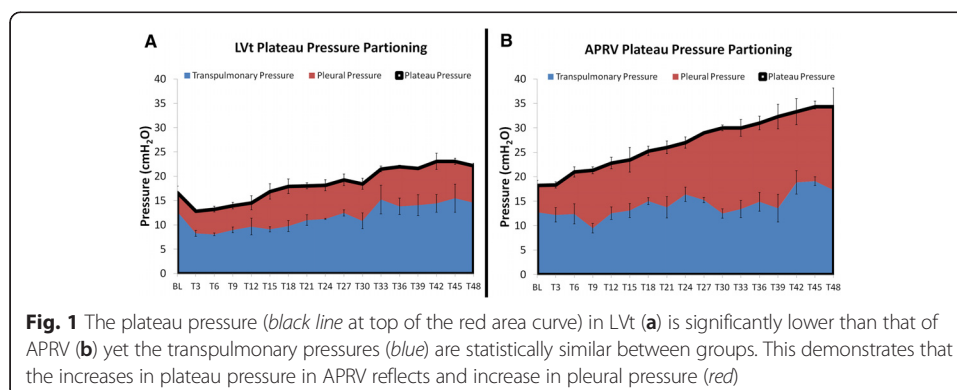 A
LVt Plateau Pressure Partioning
Transpulmonary Pressure Pleural Pressure Plateau Pressure
Pressure (cmH2O)
40
35
30
25
20
15
10
5
0
BL T3 T6 T9 T12 T15 T18 T21 T24 T27 T30 T33 T36 T39 T42 T45 T48
B
APRV Plateau Pressure Partioning
Transpulmonary Pressure Pleural Pressure Plateau Pressure
Pressure (cmH2O)
40
35
30
25
20
15
10
5
0
BL T3 T6 T9 T12 T15 T18 T21 T24 T27 T30 T33 T36 T39 T42 T45 T48
Fig. 1 The plateau pressure (black line at top of the red area curve) in LVt (a) is significantly lower than that of
APRV (b) yet the transpulmonary pressures (blue) are statistically similar between groups. This demonstrates that
the increases in plateau pressure in APRV reflects and increase in pleural pressure (red)